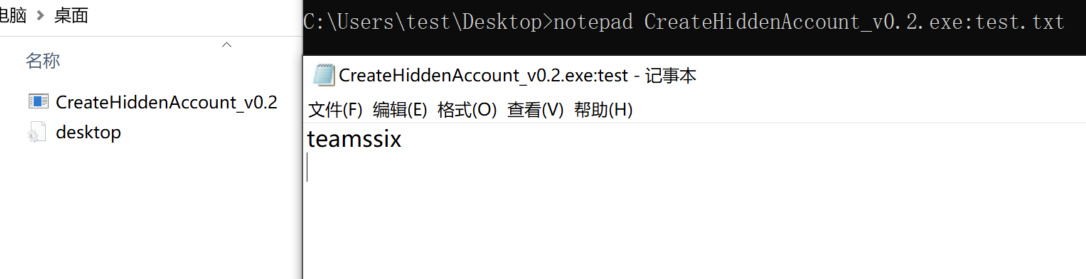 电脑 > 桌面
名称
CreateHiddenAccount_v0.2
desktop
C:\Users\test\Desktop>notepad CreateHiddenAccount_v0.2.exe:test.txt
CreateHiddenAccount_v0.2.exe:test - 记事本
文件(F) 编辑(E) 格式(O) 查看(V) 帮助(H)
teamssix